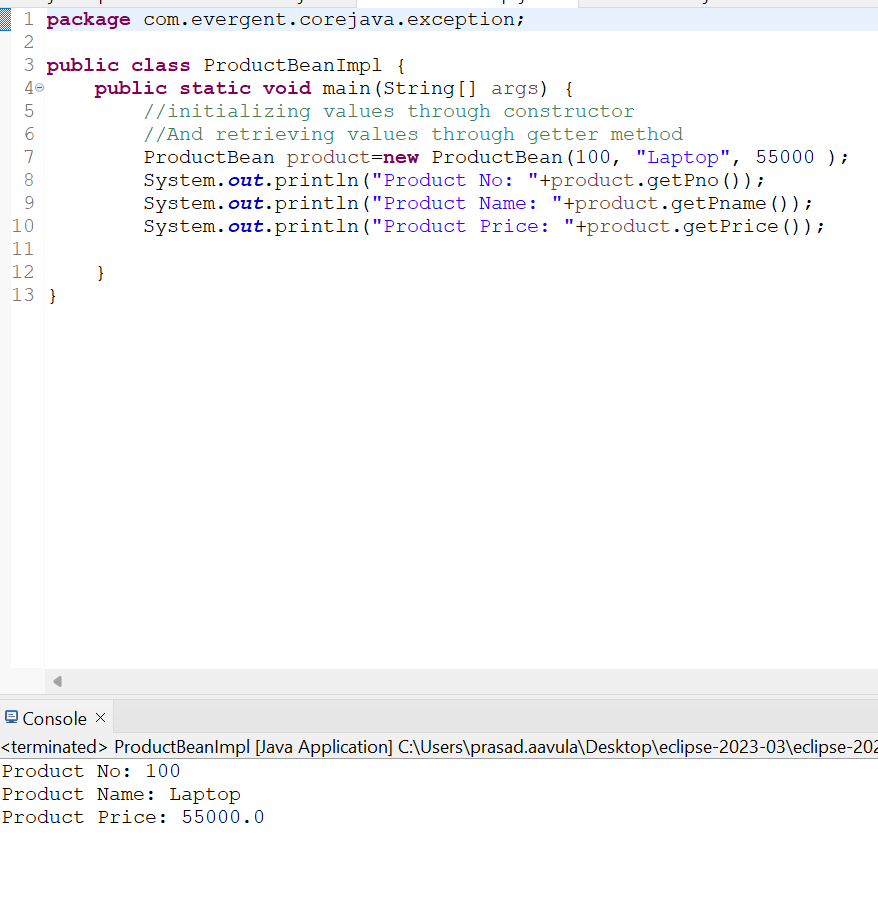 1 package com.evergent.corejava.exception;
2
3 public class ProductBeanImpl {
4 public static void main(String[] args) {
5 //initializing values through constructor
6 //And retrieving values through getter method
7 ProductBean product=new ProductBean(100, "Laptop", 55000 );
8 System.out.println("Product No: "+product.getPno());
9 System.out.println("Product Name: "+product.getPname());
10 System.out.println("Product Price: "+product.getPrice());
11
12 }
13 }
Console
<terminated> ProductBeanImpl [Java Application] C:\Users\prasad.aavula\Desktop\eclipse-2023-03\eclipse-202
Product No: 100
Product Name: Laptop
Product Price: 55000.0